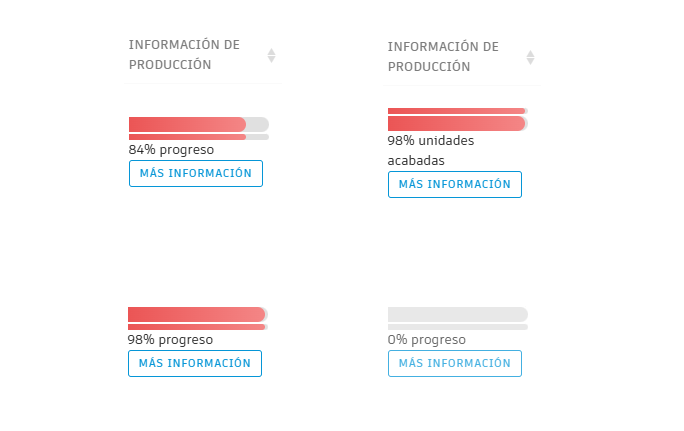 INFORMACIÓN DE
PRODUCCIÓN
84% progreso
MÁS INFORMACIÓN
INFORMACIÓN DE
PRODUCCIÓN
98% unidades
acabadas
MÁS INFORMACIÓN
98% progreso
MÁS INFORMACIÓN
0% progreso
MÁS INFORMACIÓN